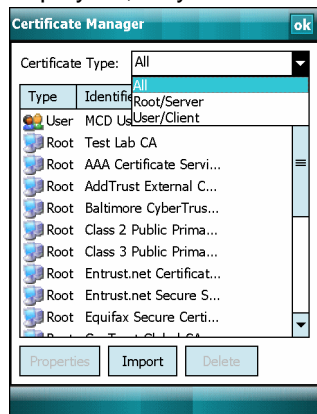 Certificate Manager ok
Certificate Type: All
All
Root/Server
User/Client
Type Identifie
User MCD Us
Root Test Lab CA
Root AAA Certificate Servi...
Root AddTrust External C...
Root Baltimore CyberTrus...
Root Class 2 Public Prima...
Root Class 3 Public Prima...
Root Entrust.net Certificat...
Root Entrust.net Secure S...
Root Equifax Secure Certi...
Properties Import Delete